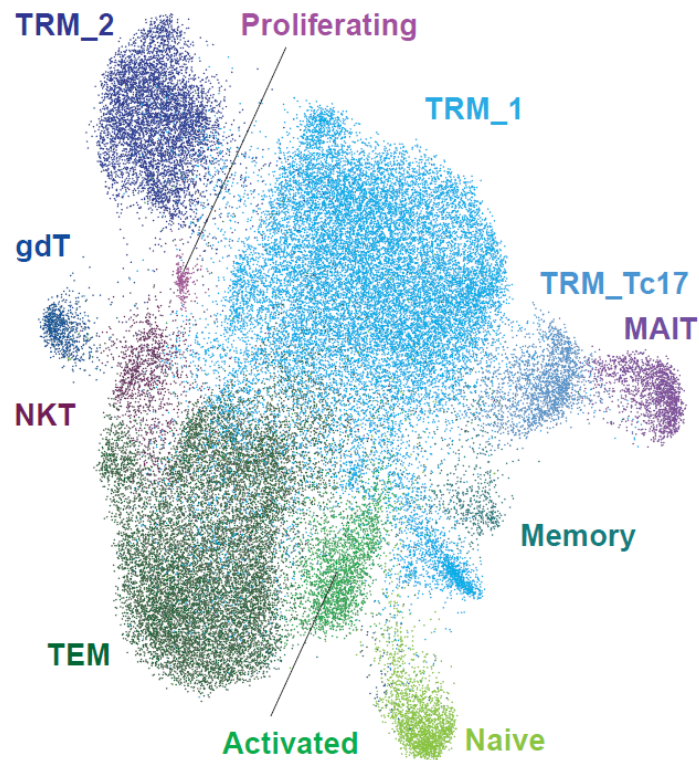 TRM_2
Proliferating
TRM_1
gdT
TRM_Tc17
MAIT
NKT
Memory
TEM
Activated
Naive